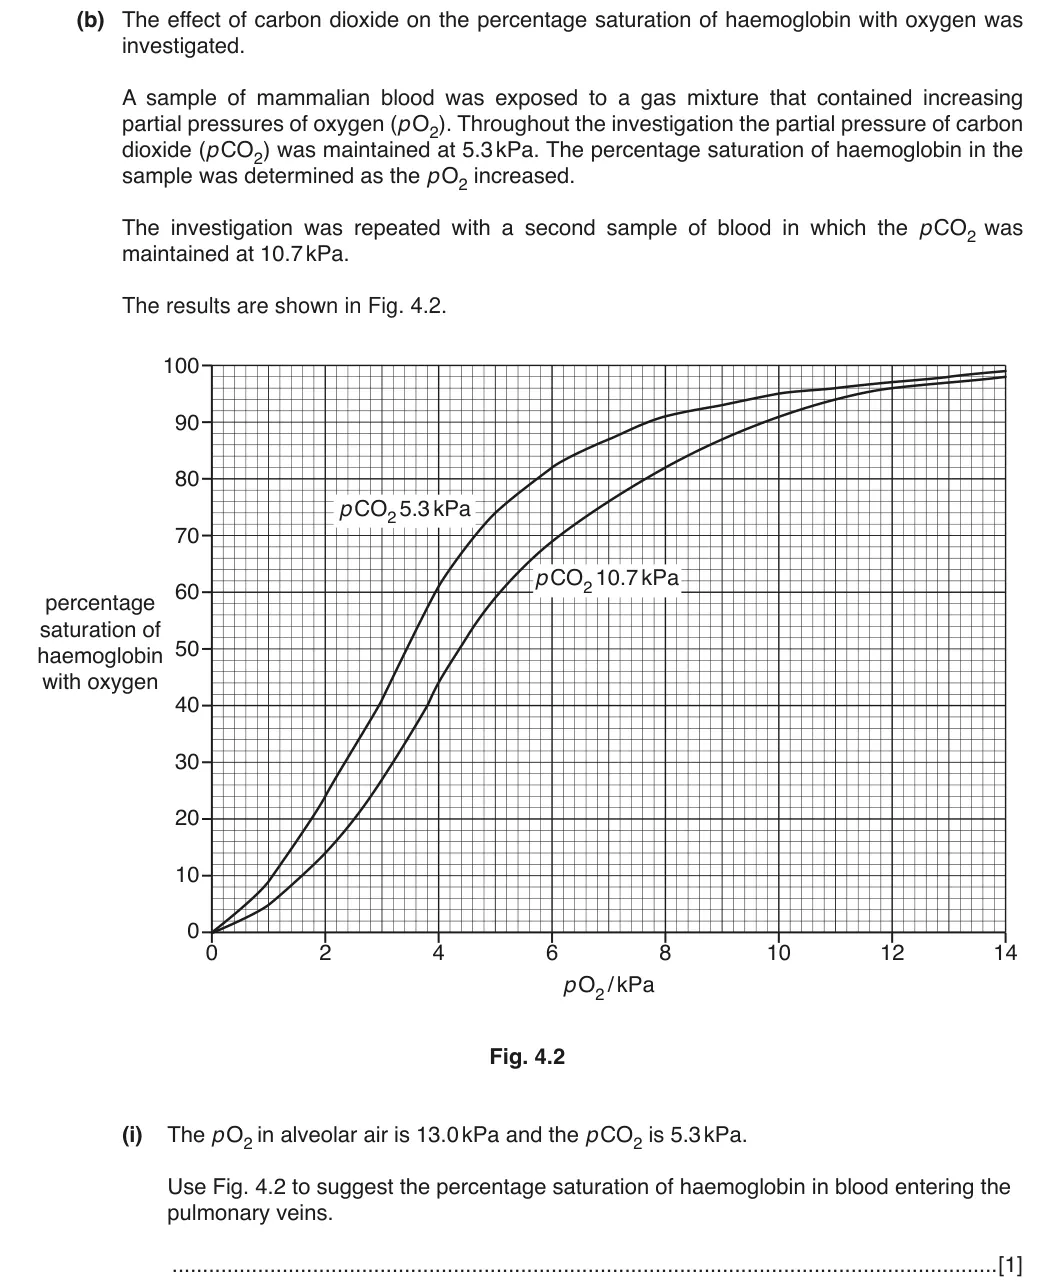 (b) The effect of carbon dioxide on the percentage saturation of haemoglobin with oxygen was
investigated.
A sample of mammalian blood was exposed to a gas mixture that contained increasing
partial pressures of oxygen (pO2). Throughout the investigation the partial pressure of carbon
dioxide (pCO2) was maintained at 5.3 kPa. The percentage saturation of haemoglobin in the
sample was determined as the pO2 increased.
The investigation was repeated with a second sample of blood in which the pCO2 was
maintained at 10.7 kPa.
The results are shown in Fig. 4.2.
100
90
80
pCO2 5.3 kPa
70
pCO2 10.7 kPa
60
percentage
saturation of
haemoglobin
with oxygen
50
40
30
20
10
0
0 2 4 6 8 10 12 14
pO2 / kPa
Fig. 4.2
(i) The pO2 in alveolar air is 13.0 kPa and the pCO2 is 5.3 kPa.
Use Fig. 4.2 to suggest the percentage saturation of haemoglobin in blood entering the
pulmonary veins.
..........................................................................................................................................[1]